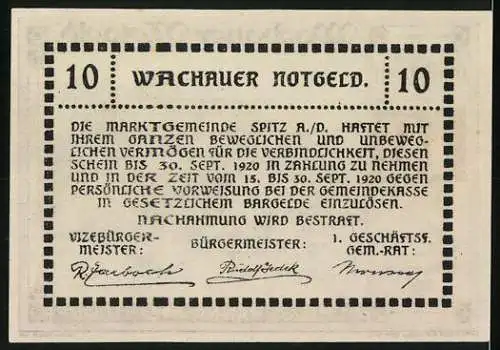 10 WACHAUER NOTGELD. 10
DIE MARKTGEMEINDE SPITZ A./D. HAFTET MIT
IHREM GANZEN BEWEGLICHEN UND UNBEWEG-
LICHEN VERMÖGEN FÜR DIE VERBINDLICHKEIT, DIESEN
SCHEIN BIS 30. SEPT. 1920 IN ZAHLUNG ZU NEHMEN
UND IN DER ZEIT VOM 15. BIS 30. SEPT. 1920 GEGEN
PERSÖNLICHE VORWEISUNG BEI DER GEMEINDEKASSE
IN GESETZLICHEM BARGELDE EINZULÖSEN.
NACHAHMUNG WIRD BESTRAFT.
VIZEBÜRGER-
MEISTER:
BÜRGERMEISTER:
1. GESCHÄFTSF.
GEM.-RAT: